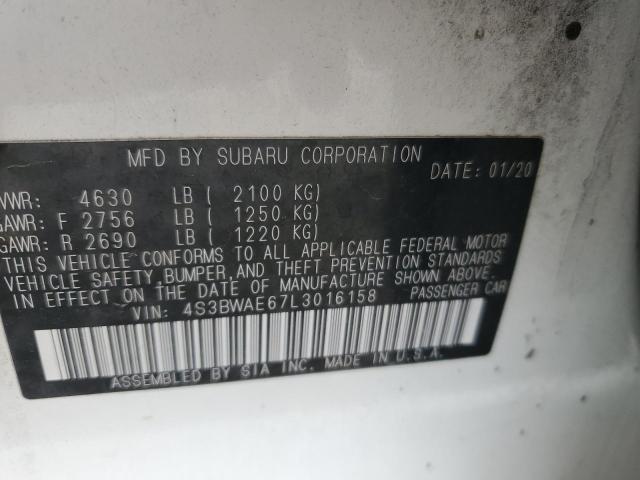 MFD BY SUBARU CORPORATION DATE: 01/20
VWR: 4630 LB ( 2100 KG)
GAWR: F 2756 LB ( 1250 KG)
GAWR: R 2690 LB ( 1220 KG)
THIS VEHICLE CONFORMS TO ALL APPLICABLE FEDERAL MOTOR
VEHICLE SAFETY, BUMPER, AND THEFT PREVENTION STANDARDS
IN EFFECT ON THE DATE OF MANUFACTURE SHOWN ABOVE.
VIN: 4S3BWAE67L3016158 PASSENGER CAR
ASSEMBLED BY SIA INC. MADE IN U.S.A.